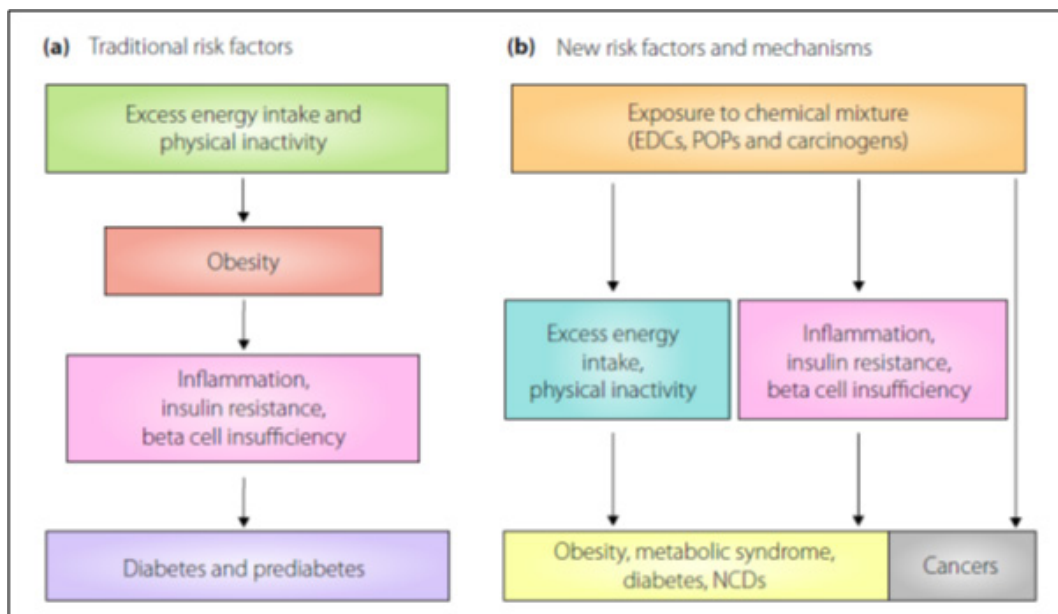 (a) Traditional risk factors
Excess energy intake and
physical inactivity
Obesity
Inflammation,
insulin resistance,
beta cell insufficiency
Diabetes and prediabetes
(b) New risk factors and mechanisms
Exposure to chemical mixture
(EDCs, POPs and carcinogens)
Excess energy
intake,
physical inactivity
Inflammation,
insulin resistance,
beta cell insufficiency
Obesity, metabolic syndrome,
diabetes, NCDs
Cancers